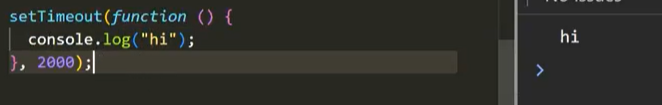 setTimeout(function () {
console.log("hi");
}, 2000);
hi
>